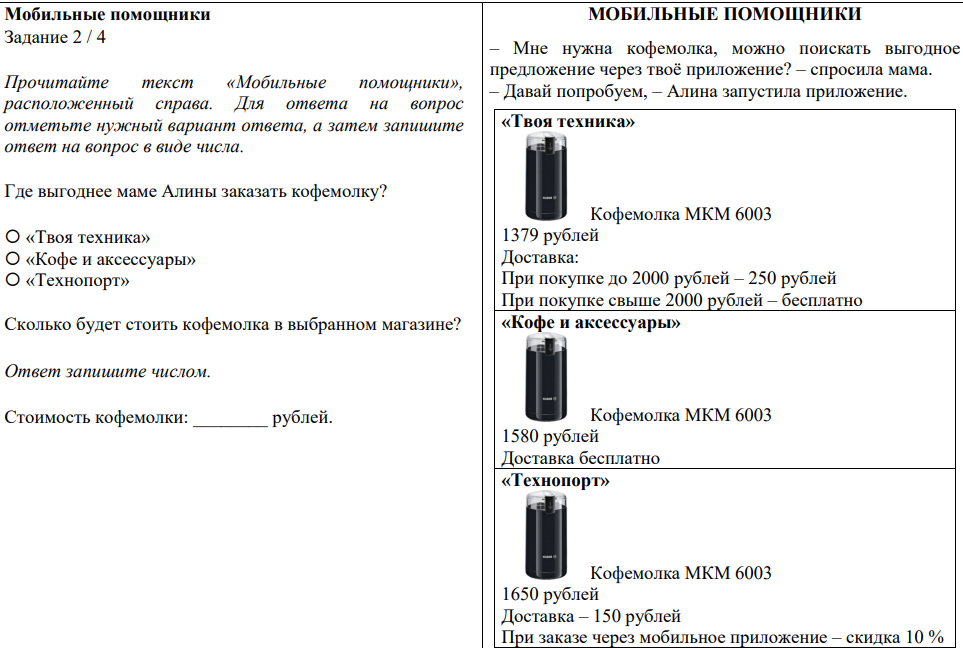 Мобильные помощники
Задание 2 / 4
Прочитайте текст «Мобильные помощники»,
расположенный справа. Для ответа на вопрос
отметьте нужный вариант ответа, а затем запишите
ответ на вопрос в виде числа.
Где выгоднее маме Алины заказать кофемолку?
«Твоя техника»
«Кофе и аксессуары»
«Технопорт»
Сколько будет стоить кофемолка в выбранном магазине?
Ответ запишите числом.
Стоимость кофемолки: ________ рублей.
МОБИЛЬНЫЕ ПОМОЩНИКИ
– Мне нужна кофемолка, можно поискать выгодное
предложение через твоё приложение? – спросила мама.
– Давай попробуем, – Алина запустила приложение.
«Твоя техника»
Кофемолка МКМ 6003
1379 рублей
Доставка:
При покупке до 2000 рублей – 250 рублей
При покупке свыше 2000 рублей – бесплатно
«Кофе и аксессуары»
Кофемолка МКМ 6003
1580 рублей
Доставка бесплатно
«Технопорт»
Кофемолка МКМ 6003
1650 рублей
Доставка – 150 рублей
При заказе через мобильное приложение – скидка 10 %